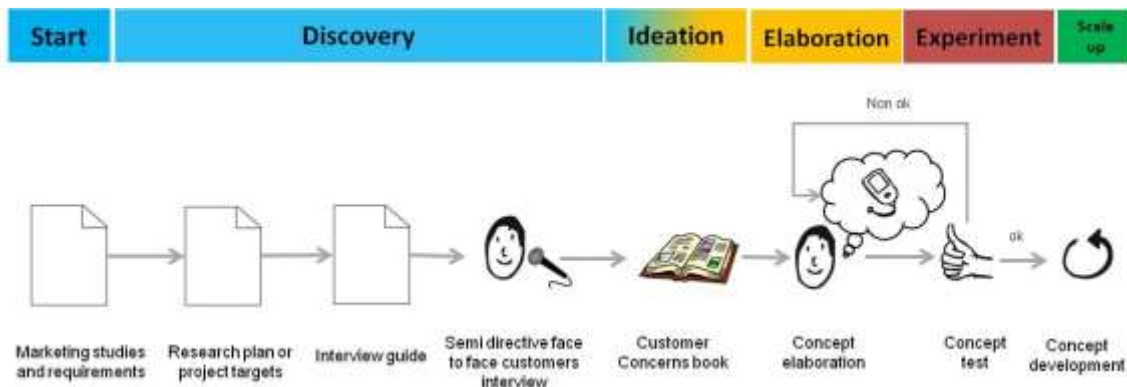 Start
Discovery
Ideation
Elaboration
Experiment
Scale
up
Non ok
ok
Marketing studies
and requirements
Research plan or
project targets
Interview guide
Semi directive face
to face customers
interview
Customer
Concerns book
Concept
elaboration
Concept
test
Concept
development